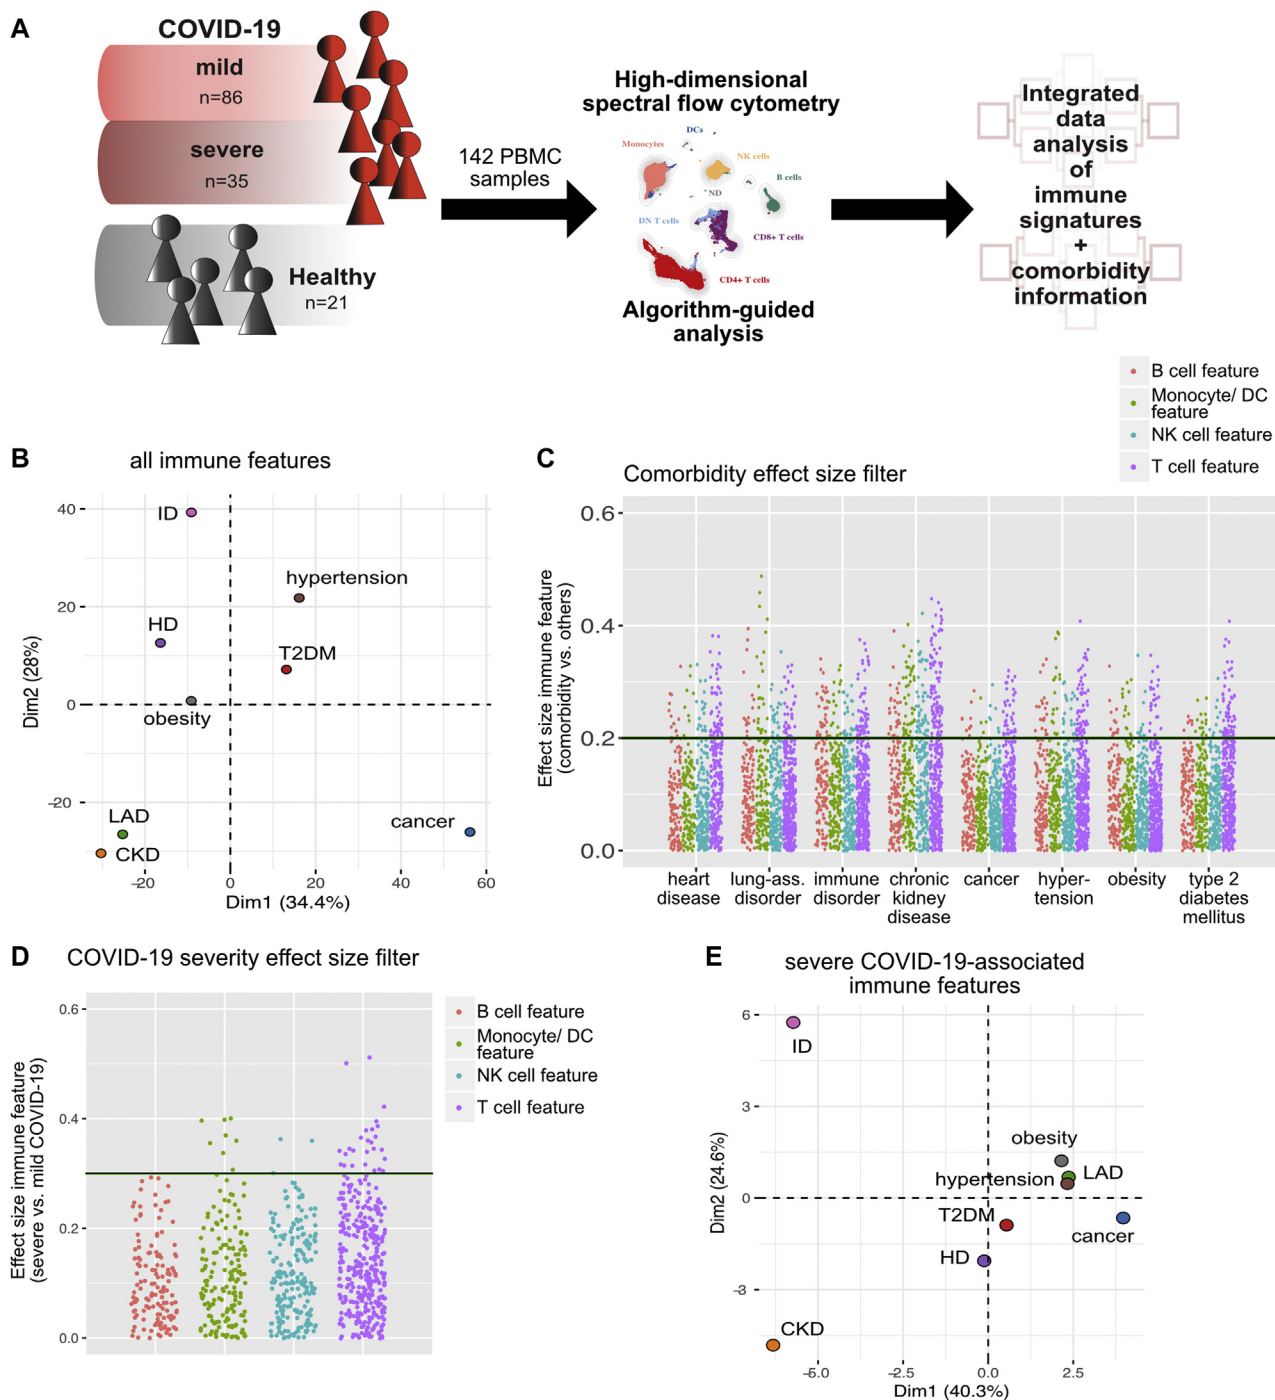 A
COVID-19
mild
n=86
severe
n=35
Healthy
n=21
142 PBMC
samples
High-dimensional
spectral flow cytometry
DCs
Monocytes
NK cells
B cells
ND
DN T cells
CD8+ T cells
CD4+ T cells
Algorithm-guided
analysis
Integrated
data
analysis
of
immune
signatures
+
comorbidity
information
B
all immune features
ID
hypertension
HD
T2DM
obesity
LAD
CKD
cancer
40
20
0
-20
Dim2 (28%)
-20
0
20
40
60
Dim1 (34.4%)
C
Comorbidity effect size filter
B cell feature
Monocyte/ DC
feature
NK cell feature
T cell feature
0.6
0.4
0.2
0.0
Effect size immune feature
(comorbidity vs. others)
heart
disease
lung-ass.
disorder
immune
disorder
chronic
kidney
disease
cancer
hyper-
tension
obesity
type 2
diabetes
mellitus
D
COVID-19 severity effect size filter
0.6
0.4
0.2
0.0
Effect size immune feature
(severe vs. mild COVID-19)
B cell feature
Monocyte/ DC
feature
NK cell feature
T cell feature
E
severe COVID-19-associated
immune features
6
3
0
-3
Dim2 (24.6%)
ID
obesity
LAD
hypertension
T2DM
cancer
HD
CKD
-5.0
-2.5
0.0
2.5
Dim1 (40.3%)